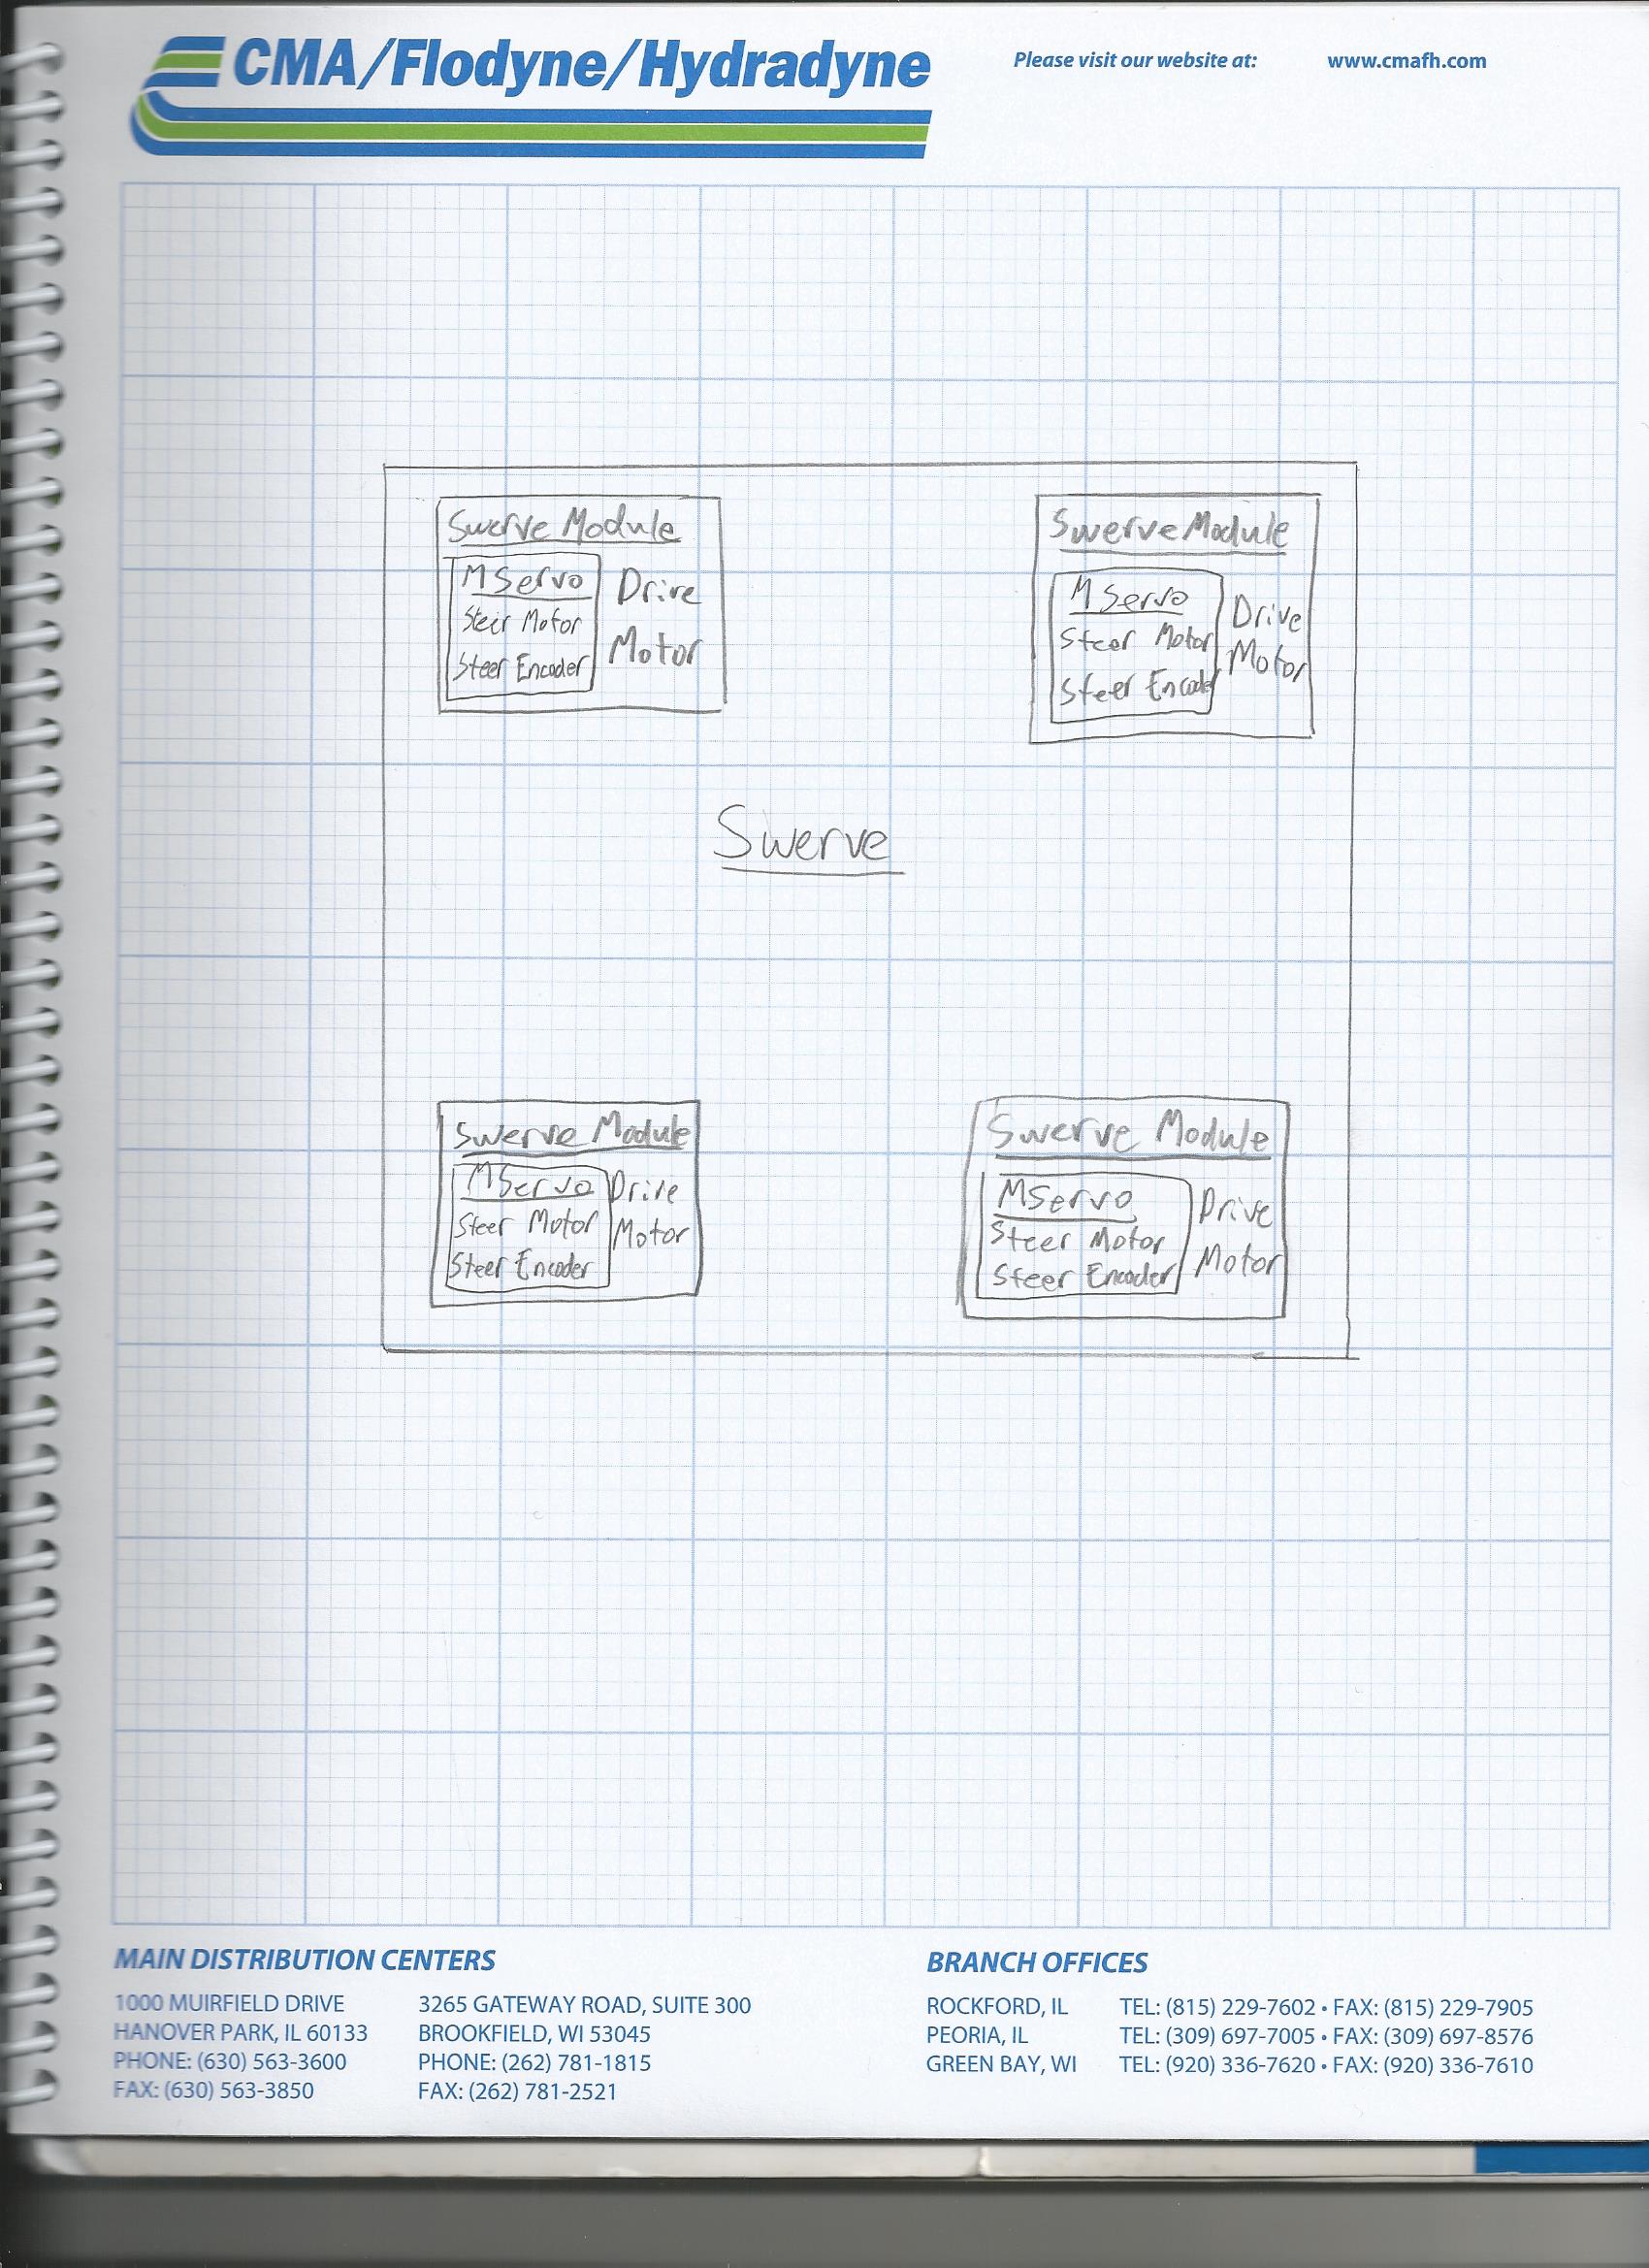 CMA/Flodyne/Hydradyne
Please visit our website at: www.cmafh.com
Swerve Module
MServo
Steer Motor
Steer Encoder
Drive
Motor
Swerve Module
MServo
Steer Motor
Steer Encoder
Drive
Motor
Swerve
Swerve Module
MServo
Steer Motor
Steer Encoder
Drive
Motor
Swerve Module
MServo
Steer Motor
Steer Encoder
Drive
Motor
MAIN DISTRIBUTION CENTERS
1000 MUIRFIELD DRIVE
HANOVER PARK, IL 60133
PHONE: (630) 563-3600
FAX: (630) 563-3850
3265 GATEWAY ROAD, SUITE 300
BROOKFIELD, WI 53045
PHONE: (262) 781-1815
FAX: (262) 781-2521
BRANCH OFFICES
ROCKFORD, IL TEL: (815) 229-7602 • FAX: (815) 229-7905
PEORIA, IL TEL: (309) 697-7005 • FAX: (309) 697-8576
GREEN BAY, WI TEL: (920) 336-7620 • FAX: (920) 336-7610